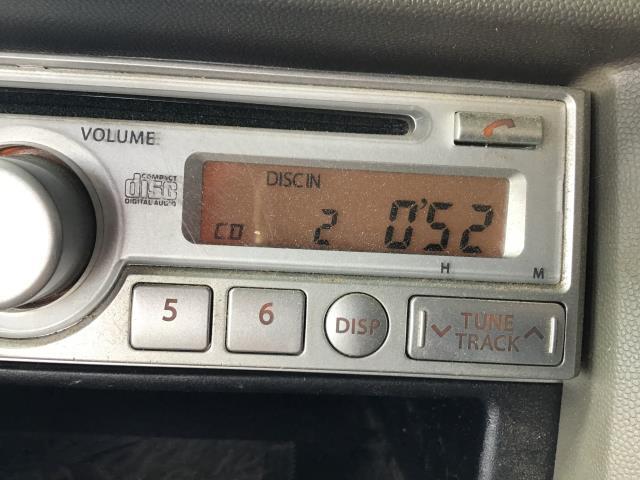 VOLUME
COMPACT
disc
DIGITAL AUDIO
DISC IN
CD 2 0'52
H M
5 6 DISP TUNE
TRACK